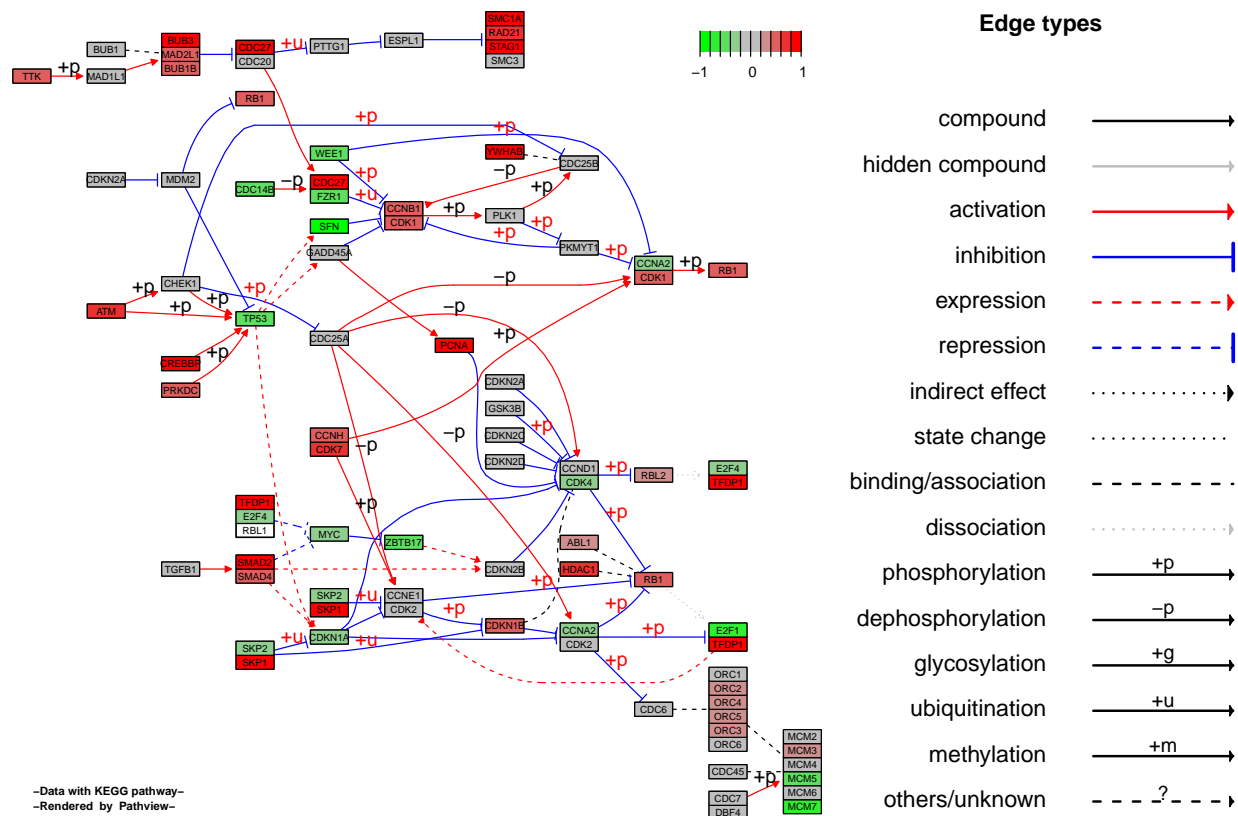 SMC1A
RAD21
STAG1
SMC3
BUB1
BUB3
MAD2L1
BUB1B
CDC27
CDC20
+u
PTTG1
ESPL1
TTK
+p
MAD1L1
RB1
+p
CDKN2A
MDM2
WEE1
+p
YWHAB
CDC25B
CDC14B
−p
CDC27
FZR1
+p
+u
−p
+p
SFN
CCNB1
CDK1
+p
PLK1
+p
GADD45A
+p
PKMYT1
+p
CCNA2
CDK1
+p
RB1
CHEK1
+p
+p
+p
−p
ATM
+p
TP53
−p
+p
CDC25A
PCNA
CREBBP
+p
PRKDC
CDKN2A
GSK3B
+p
CDKN2C
CDKN2D
CCNH
CDK7
−p
−p
CCND1
CDK4
+p
RBL2
E2F4
TFDP1
TFDP1
E2F4
RBL1
+p
+p
MYC
ZBTB17
ABL1
TGFB1
SMAD2
SMAD4
CDKN2B
HDAC1
RB1
+p
SKP2
SKP1
+u
CCNE1
CDK2
+p
+p
CDKN1B
CDKN1A
+u
+u
SKP2
SKP1
CCNA2
CDK2
+p
E2F1
TFDP1
+p
CDC6
ORC1
ORC2
ORC4
ORC5
ORC3
ORC6
MCM2
MCM3
MCM4
MCM5
MCM6
MCM7
CDC45
+p
CDC7
DBF4
−Data with KEGG pathway−
−Rendered by Pathview−
−1
0
1
Edge types
compound
hidden compound
activation
inhibition
expression
repression
indirect effect
state change
binding/association
dissociation
phosphorylation +p
dephosphorylation −p
glycosylation +g
ubiquitination +u
methylation +m
others/unknown ?